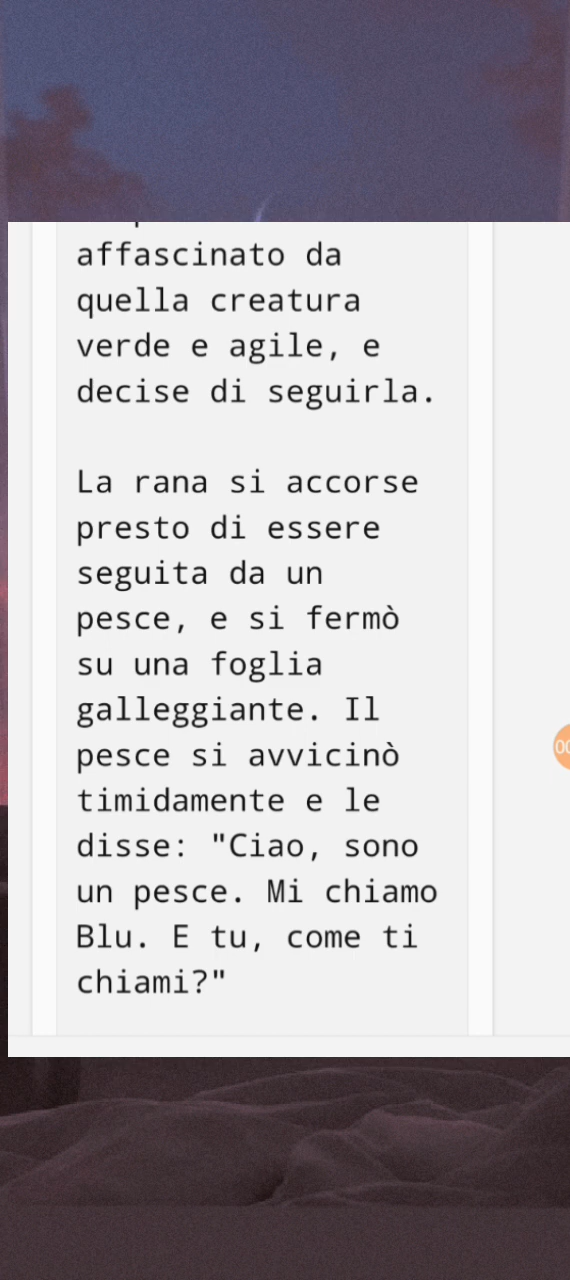 affascinato da
quella creatura
verde e agile, e
decise di seguirla.
La rana si accorse
presto di essere
seguita da un
pesce, e si fermò
su una foglia
galleggiante. Il
pesce si avvicinò
timidamente e le
disse: "Ciao, sono
un pesce. Mi chiamo
Blu. E tu, come ti
chiami?"